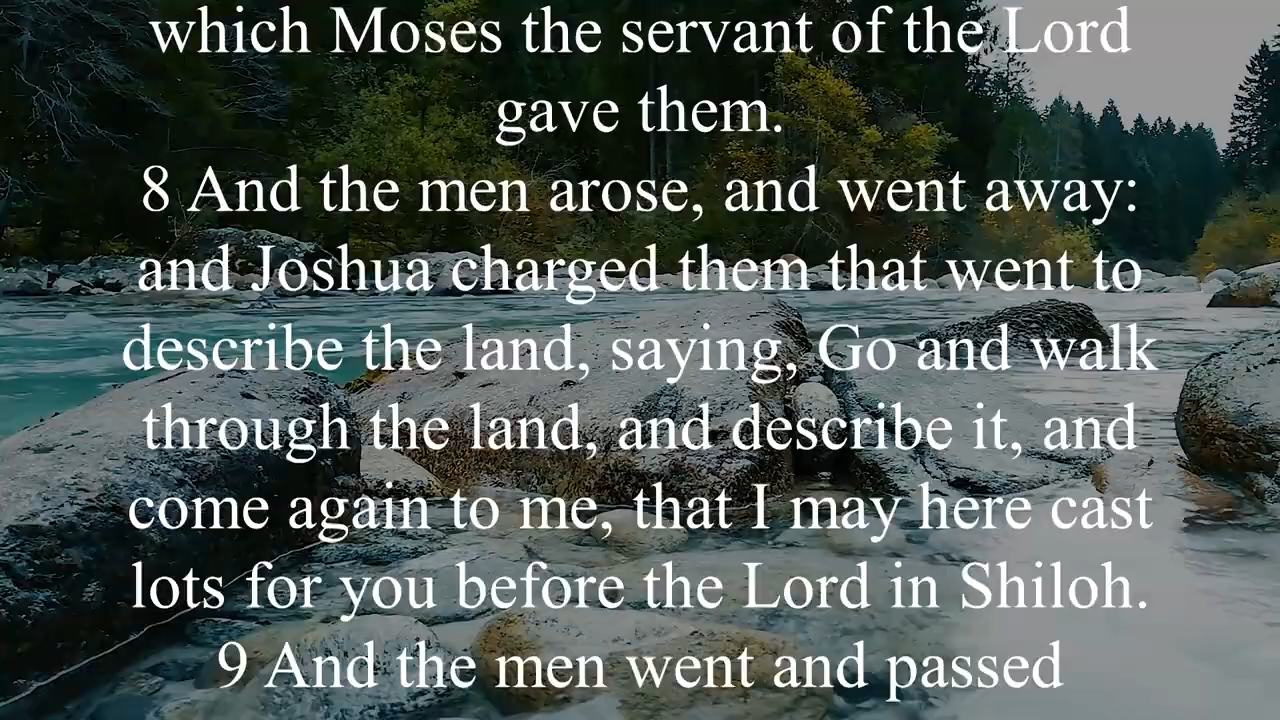 which Moses the servant of the Lord
gave them.
8 And the men arose, and went away:
and Joshua charged them that went to
describe the land, saying, Go and walk
through the land, and describe it, and
come again to me, that I may here cast
lots for you before the Lord in Shiloh.
9 And the men went and passed